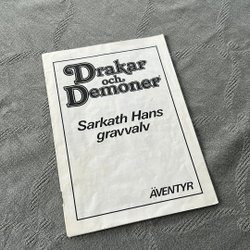 Drakar
och
Demoner
Sarkath Hans
gravvalv
ÄVENTYR